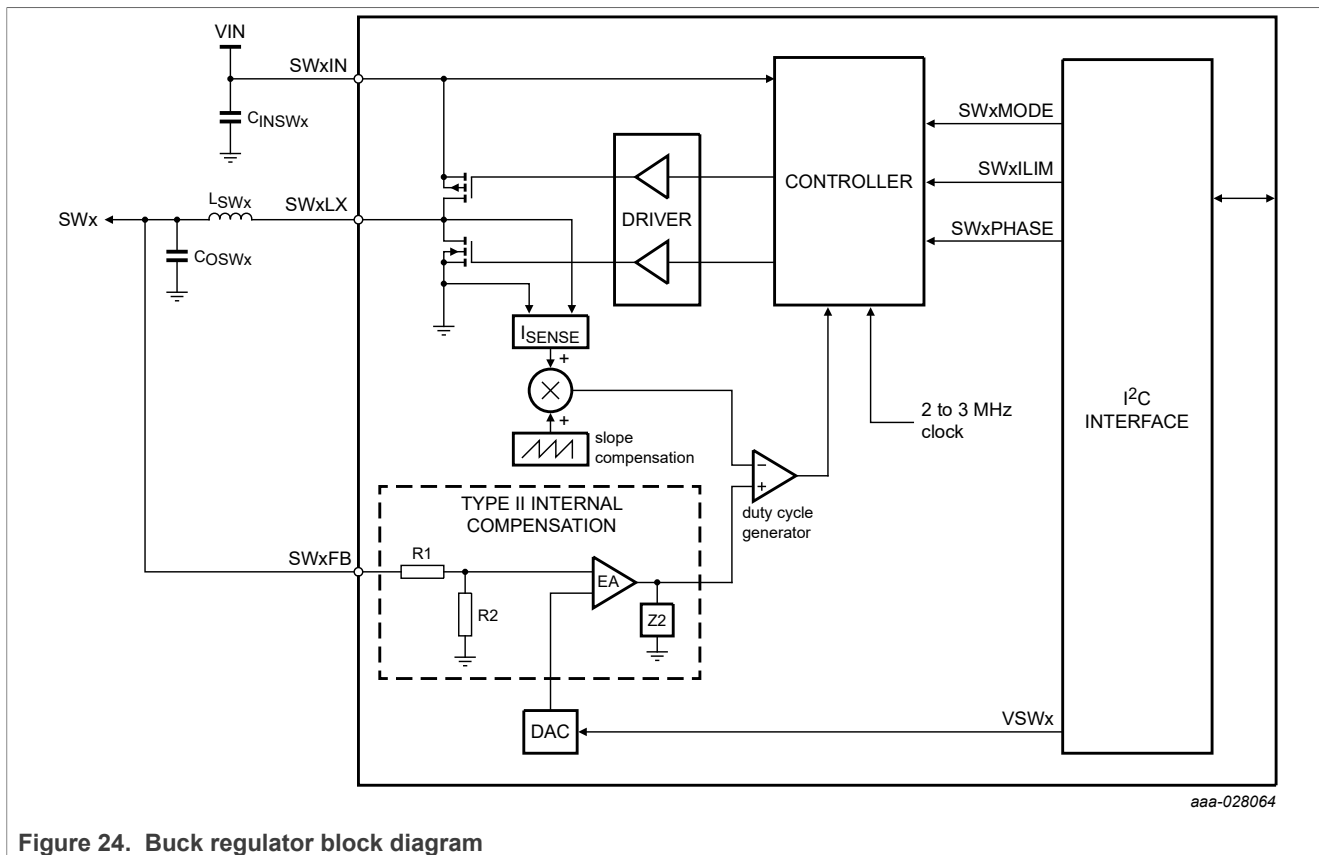 VIN
SWxIN
CINSWx
SWx
LSWx
SWxLX
COSWx
DRIVER
CONTROLLER
SWxMODE
SWxILIM
SWxPHASE
I2C
INTERFACE
ISENSE
+
+
slope
compensation
2 to 3 MHz
clock
−
+
duty cycle
generator
TYPE II INTERNAL
COMPENSATION
SWxFB
R1
R2
EA
Z2
DAC
VSWx
aaa-028064
Figure 24. Buck regulator block diagram